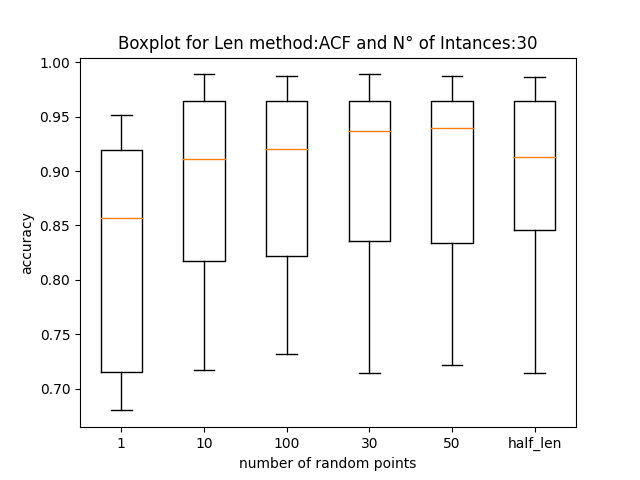 Boxplot for Len method:ACF and N° of Intances:30
1.00
0.95
0.90
0.85
0.80
0.75
0.70
accuracy
1 10 100 30 50 half_len
number of random points